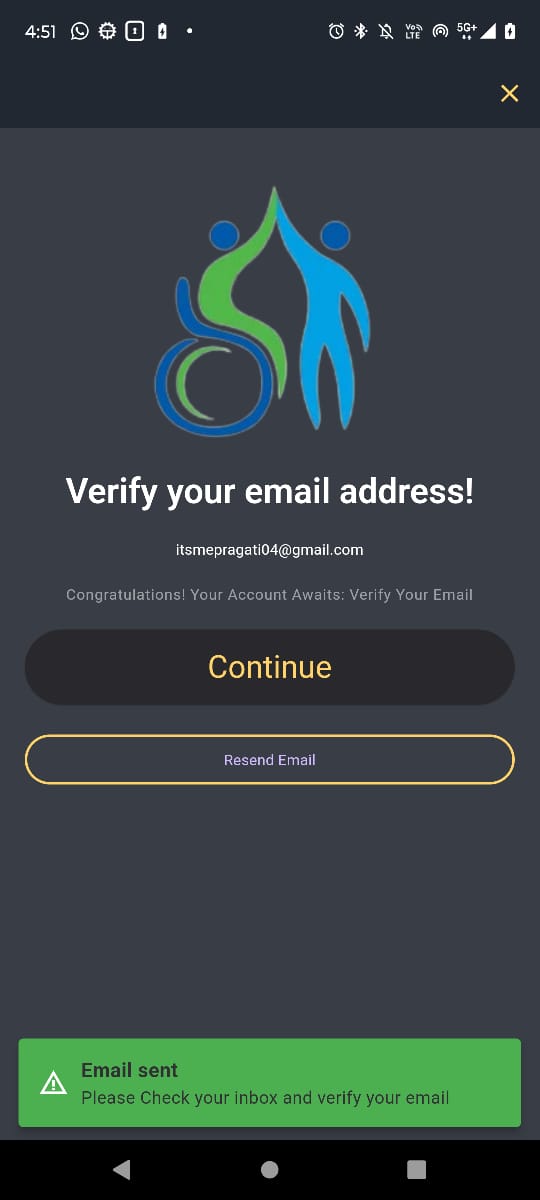 4:51
Vo LTE 5G+
Verify your email address!
itsmepragati04@gmail.com
Congratulations! Your Account Awaits: Verify Your Email
Continue
Resend Email
Email sent
Please Check your inbox and verify your email